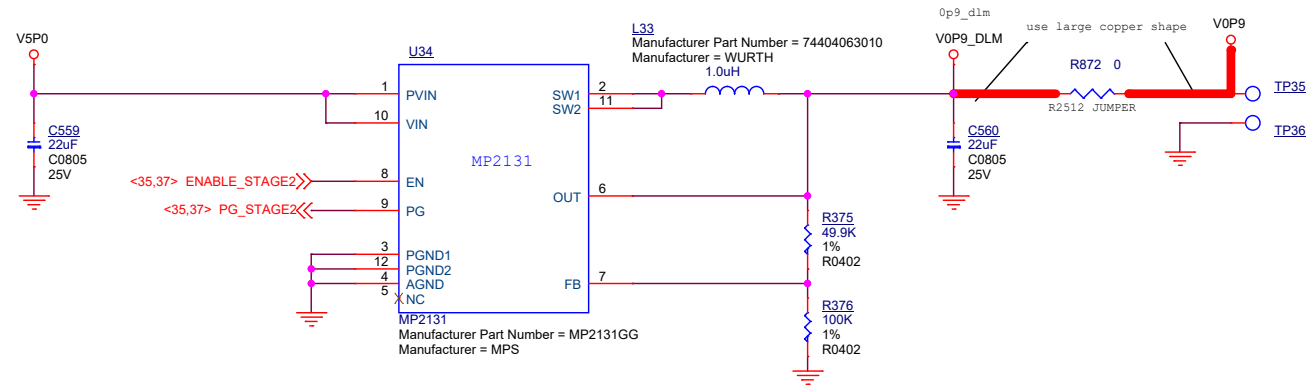 0p9_dlm
use large copper shape
V5P0
V0P9_DLM
V0P9
L33
Manufacturer Part Number = 74404063010
Manufacturer = WURTH
1.0uH
R872 0
R2512 JUMPER
TP35
TP36
U34
1 PVIN
10 VIN
8 EN
9 PG
3 PGND1
12 PGND2
4 AGND
5 NC
MP2131
SW1 2
SW2 11
OUT 6
FB 7
C559
22uF
C0805
25V
<35,37> ENABLE_STAGE2
<35,37> PG_STAGE2
C560
22uF
C0805
25V
R375
49.9K
1%
R0402
R376
100K
1%
R0402
MP2131
Manufacturer Part Number = MP2131GG
Manufacturer = MPS